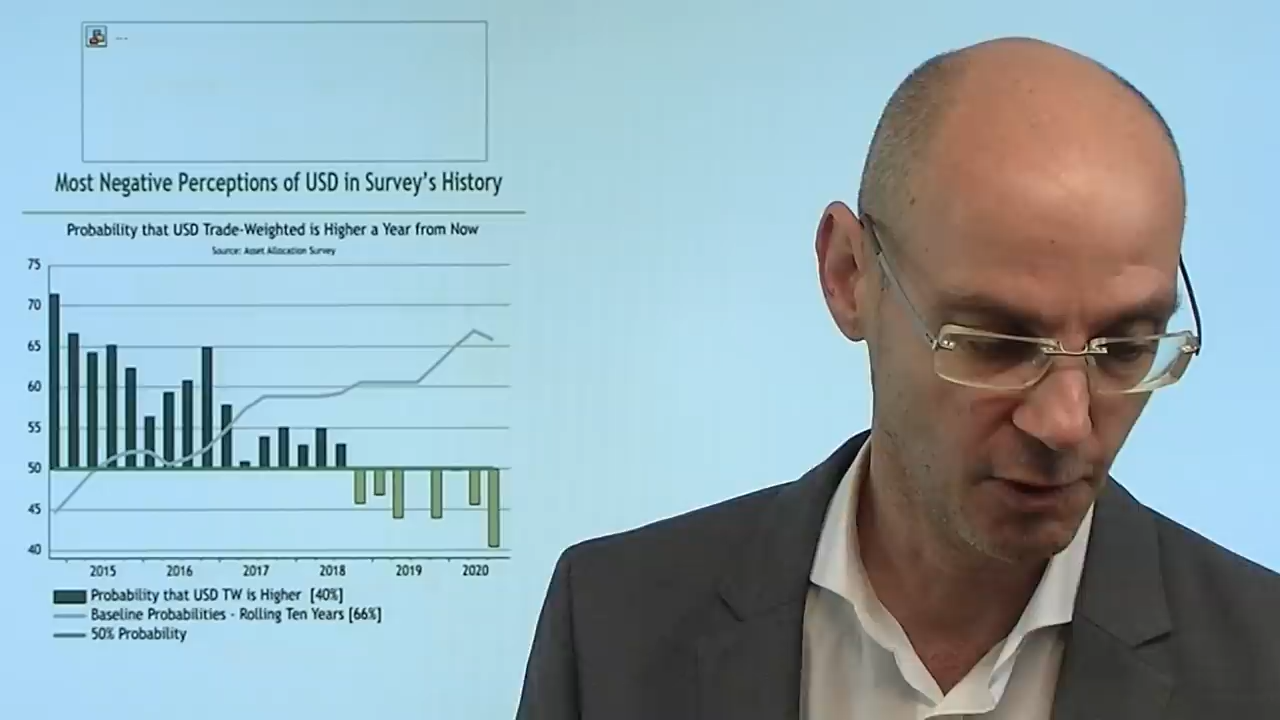 Most Negative Perceptions of USD in Survey's History
Probability that USD Trade-Weighted is Higher a Year from Now
Source: Asset Allocation Survey
75
70
65
60
55
50
45
40
2015 2016 2017 2018 2019 2020
Probability that USD TW is Higher [40%]
Baseline Probabilities - Rolling Ten Years [66%]
50% Probability